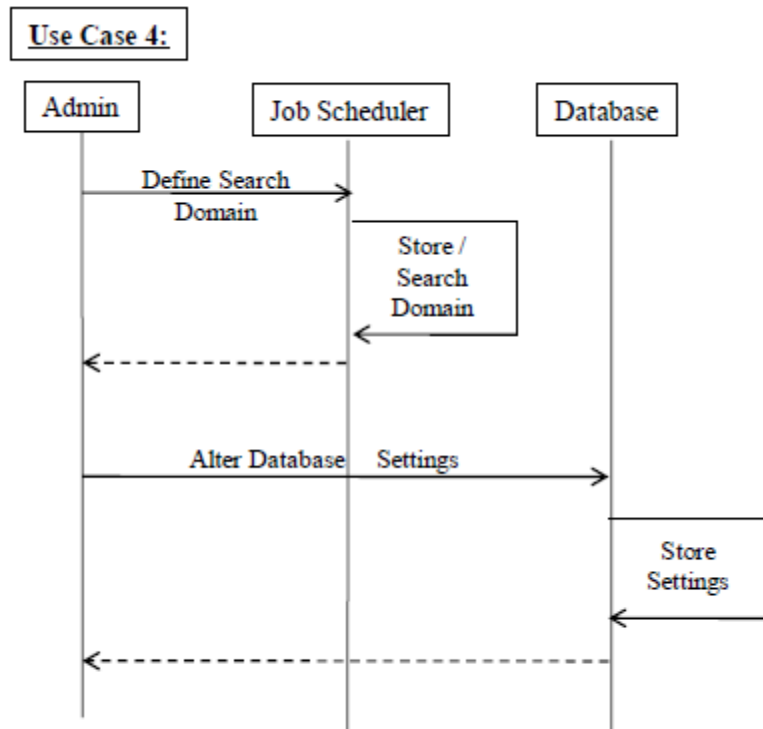 Use Case 4:
Admin
Job Scheduler
Database
Define Search
Domain
Store /
Search
Domain
Alter Database Settings
Store
Settings